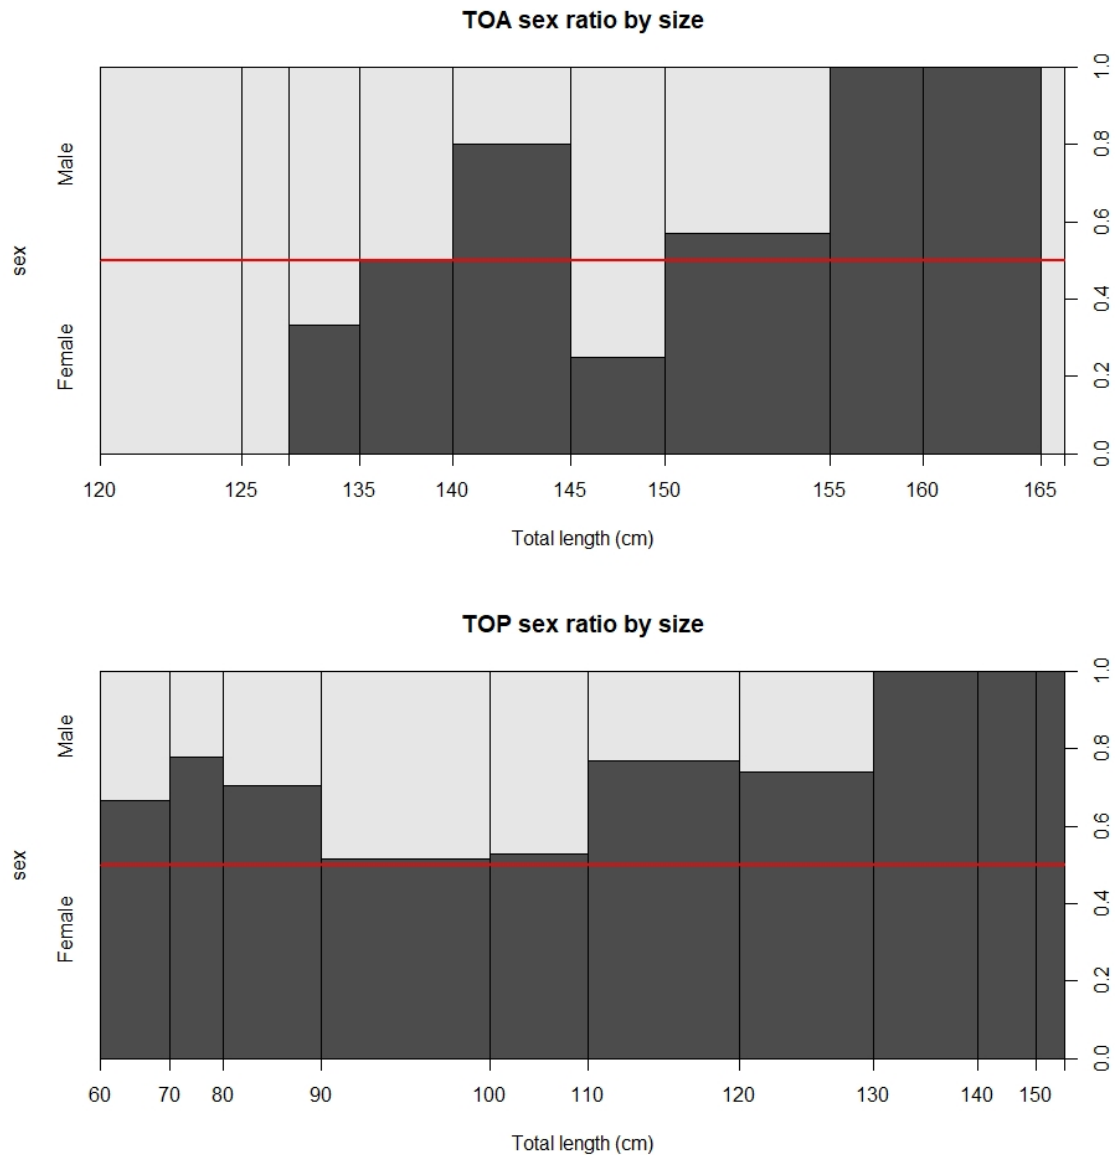 TOA sex ratio by size
sex
Male
Female
1.0
0.8
0.6
0.4
0.2
0.0
120 125 135 140 145 150 155 160 165
Total length (cm)
TOP sex ratio by size
sex
Male
Female
1.0
0.8
0.6
0.4
0.2
0.0
60 70 80 90 100 110 120 130 140 150
Total length (cm)